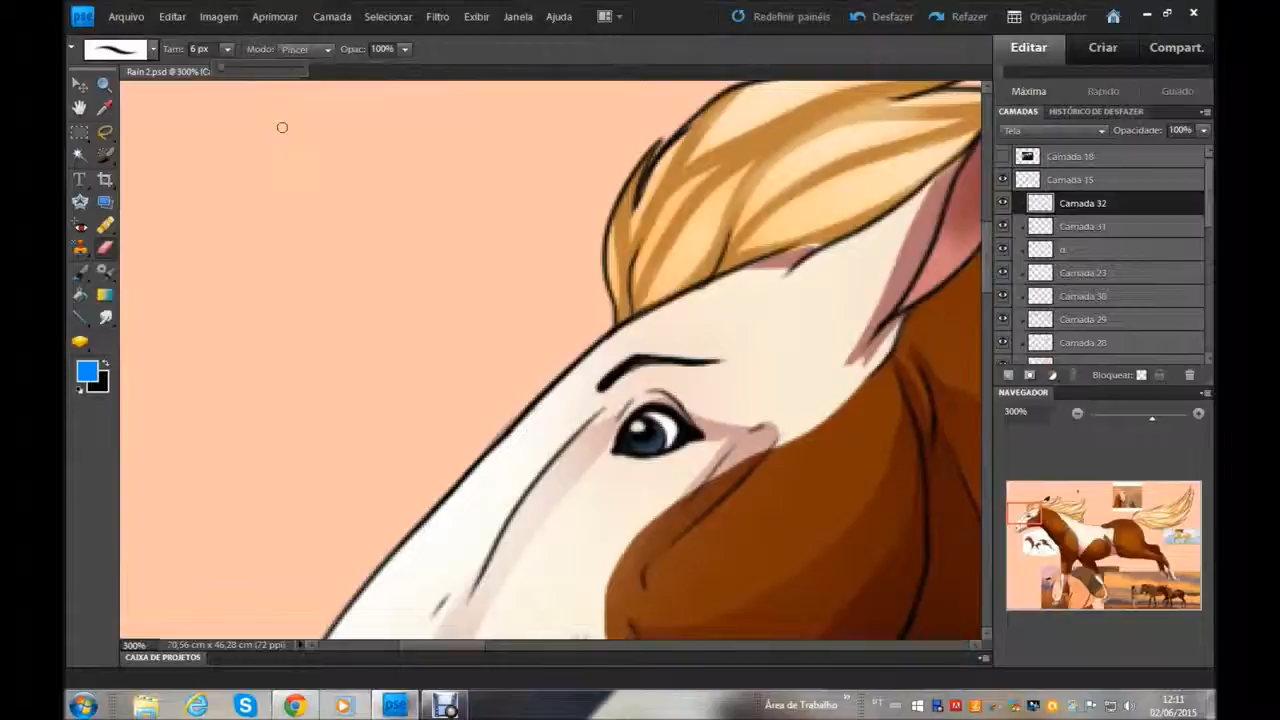 pse Arquivo Editar Imagem Aprimorar Camada Selecionar Filtro Exibir Janela Ajuda Redefinir painéis Desfazer Refazer Organizador
Tam: 6 px Modo: Pincel Opac: 100% Editar Criar Compart.
Rain 2.psd @ 300% (C
Máxima Rápido Guiado
CAMADAS HISTÓRICO DE DESFAZER
Tela Opacidade: 100%
Camada 18
Camada 15
Camada 32
Camada 31
α.
Camada 23
Camada 30
Camada 29
Camada 28
Bloquear:
NAVEGADOR
300%
300% 70,56 cm x 46,28 cm (72 ppi)
CAIXA DE PROJETOS
pse Área de Trabalho » PT 12:11
02/06/2015